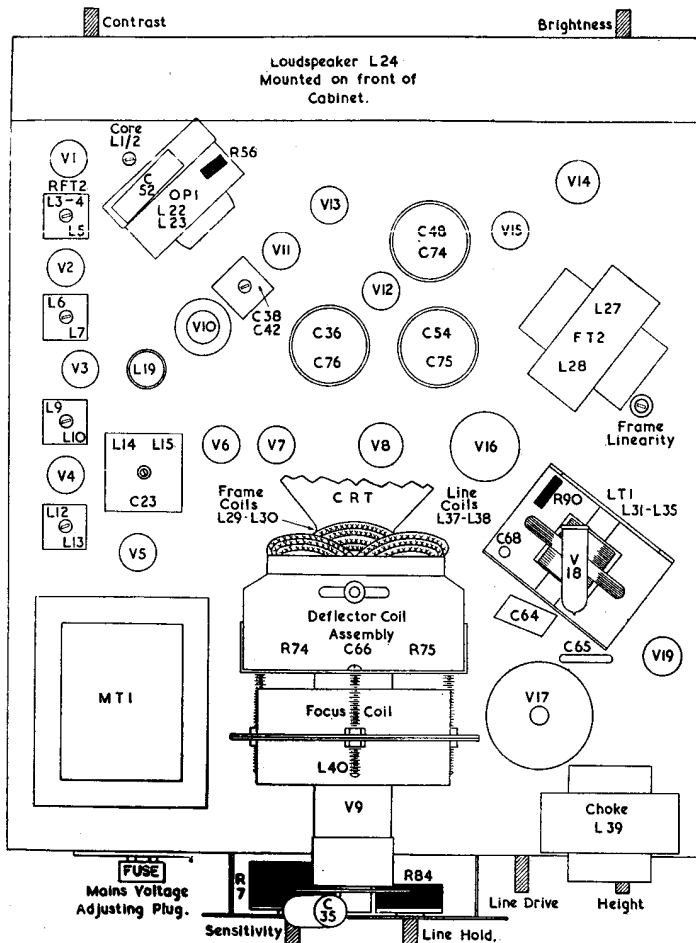 Contrast
Brightness
Loudspeaker L24
Mounted on front of
Cabinet.
Core
L1/2
V1
RFT2
L3-4
L5
C
52
OP1
L22
L23
R56
V13
V14
C48
C74
V15
V11
V2
V12
C38
C42
L6
L7
V10
C36
C76
C54
C75
L27
FT2
L28
V3
L19
Frame
Linearity
L9
L10
L14 L15
C23
V6
V7
V8
V16
V4
Frame
Coils
L29-L30
CRT
Line
Coils
L37-L38
R90
LT1
L31-L35
L12
L13
V5
C68
V
18
Deflector Coil
Assembly
R74 C66 R75
C64
C65
V19
MT1
Focus Coil
V17
L40
V9
Choke
L39
FUSE
Mains Voltage
Adjusting Plug.
R
7
R84
C
35
Line Drive
Height
Sensitivity
Line Hold.